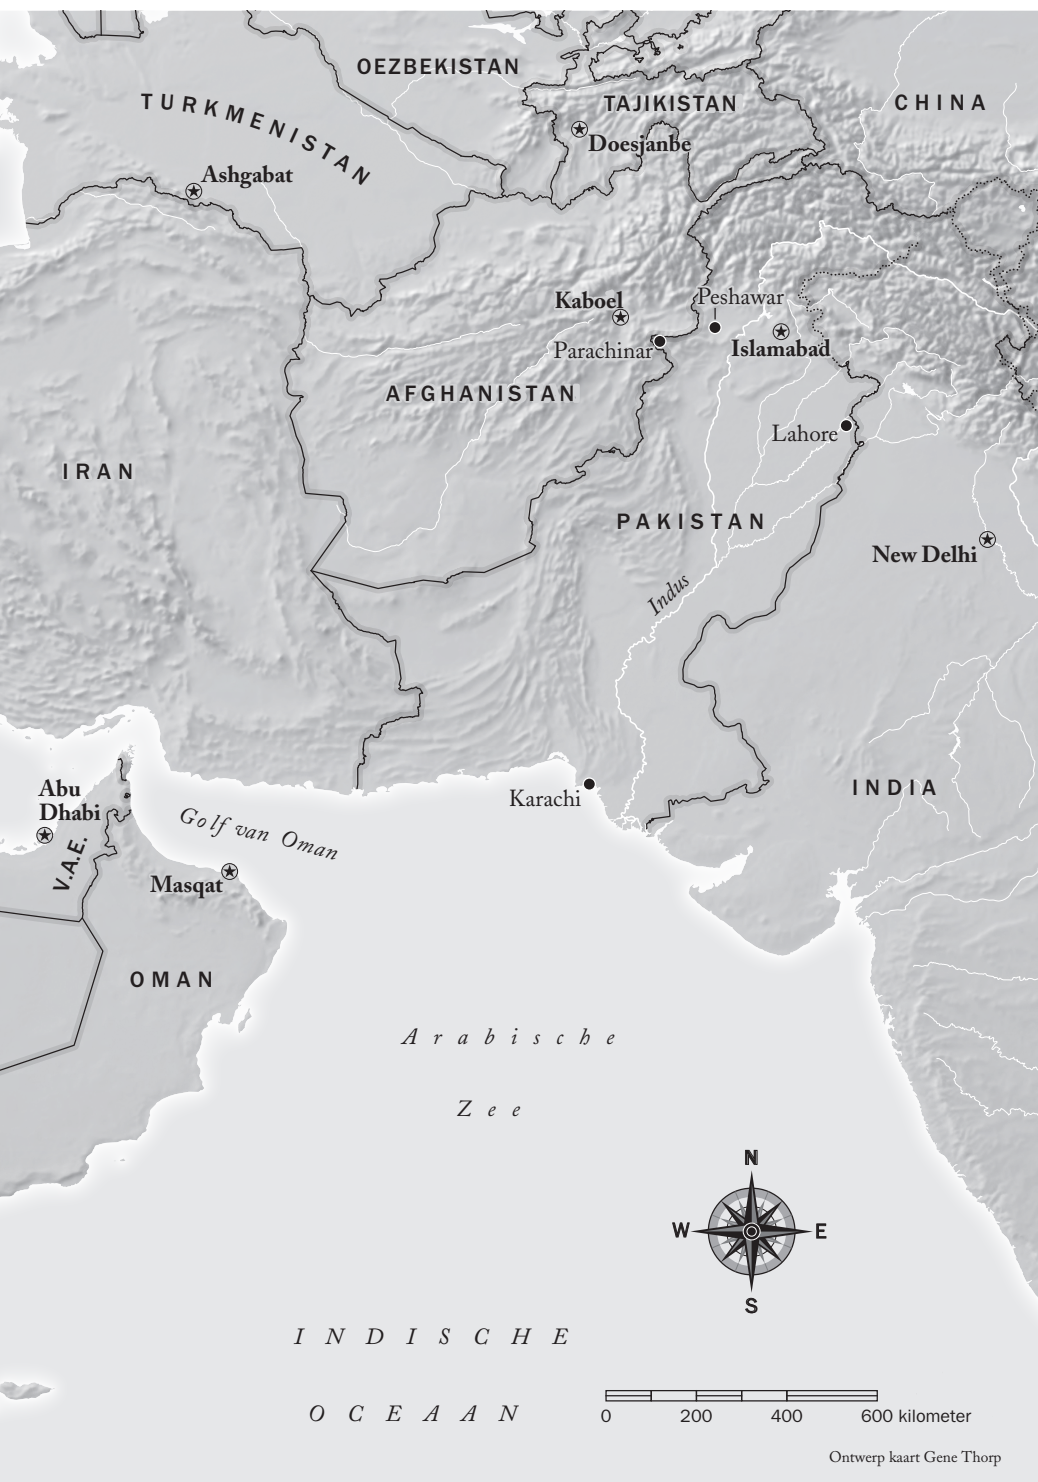 OEZBEKISTAN
TURKMENISTAN
TAJIKISTAN
CHINA
Doesjanbe
Ashgabat
Kaboel
Peshawar
Parachinar
Islamabad
AFGHANISTAN
Lahore
IRAN
PAKISTAN
New Delhi
Indus
INDIA
Abu
Dhabi
Karachi
Golf van Oman
V.A.E.
Masqat
OMAN
Arabische
Zee
N
W
E
S
INDISCHE
OCEAAN
0 200 400 600 kilometer
Ontwerp kaart Gene Thorp